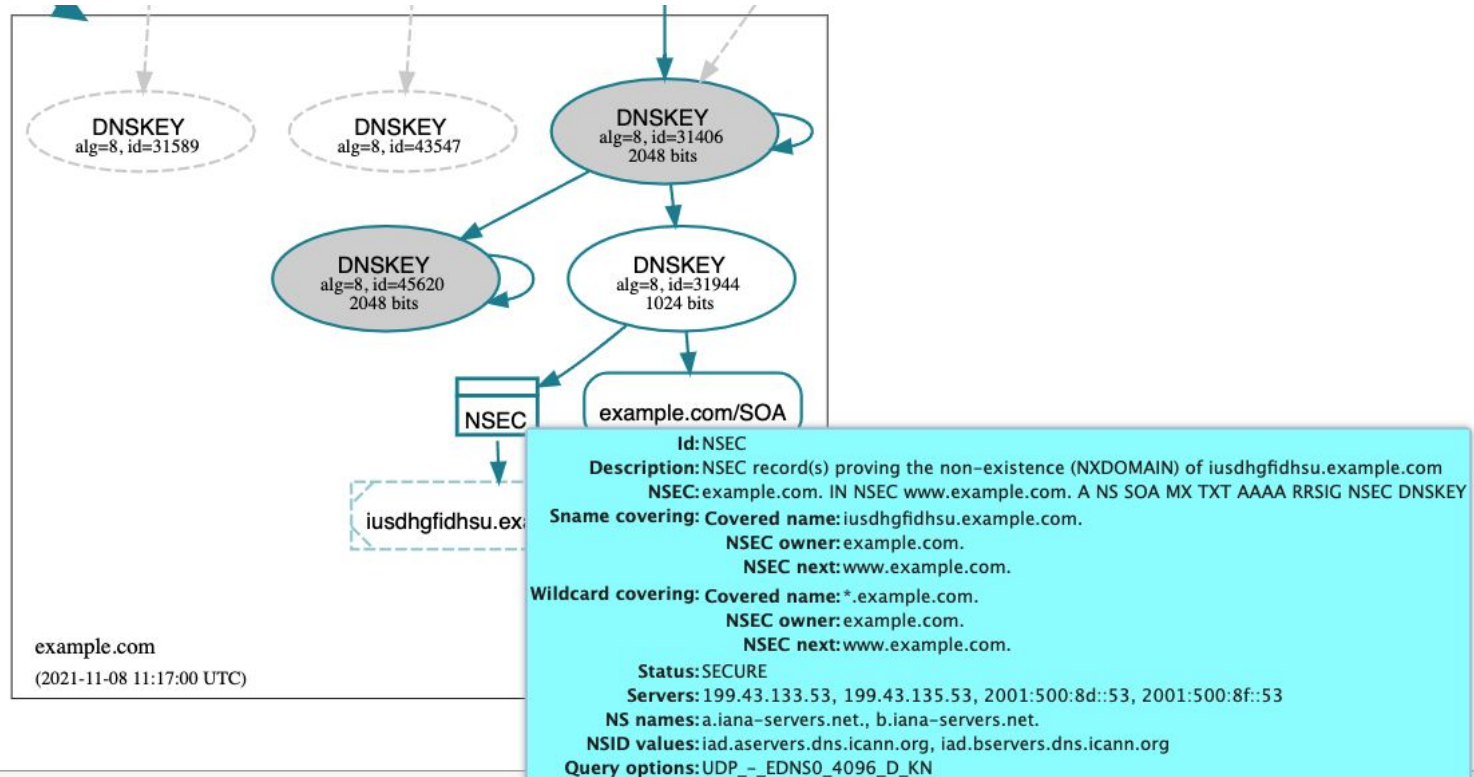 DNSKEY
alg=8, id=31589
DNSKEY
alg=8, id=43547
DNSKEY
alg=8, id=31406
2048 bits
DNSKEY
alg=8, id=45620
2048 bits
DNSKEY
alg=8, id=31944
1024 bits
NSEC
example.com/SOA
iusdhgfidhsu.ex
example.com
(2021-11-08 11:17:00 UTC)
Id: NSEC
Description: NSEC record(s) proving the non-existence (NXDOMAIN) of iusdhgfidhsu.example.com
NSEC: example.com. IN NSEC www.example.com. A NS SOA MX TXT AAAA RRSIG NSEC DNSKEY
Sname covering: Covered name: iusdhgfidhsu.example.com.
NSEC owner: example.com.
NSEC next: www.example.com.
Wildcard covering: Covered name: *.example.com.
NSEC owner: example.com.
NSEC next: www.example.com.
Status: SECURE
Servers: 199.43.133.53, 199.43.135.53, 2001:500:8d::53, 2001:500:8f::53
NS names: a.iana-servers.net., b.iana-servers.net.
NSID values: iad.aservers.dns.icann.org, iad.bservers.dns.icann.org
Query options: UDP_-_EDNS0_4096_D_KN